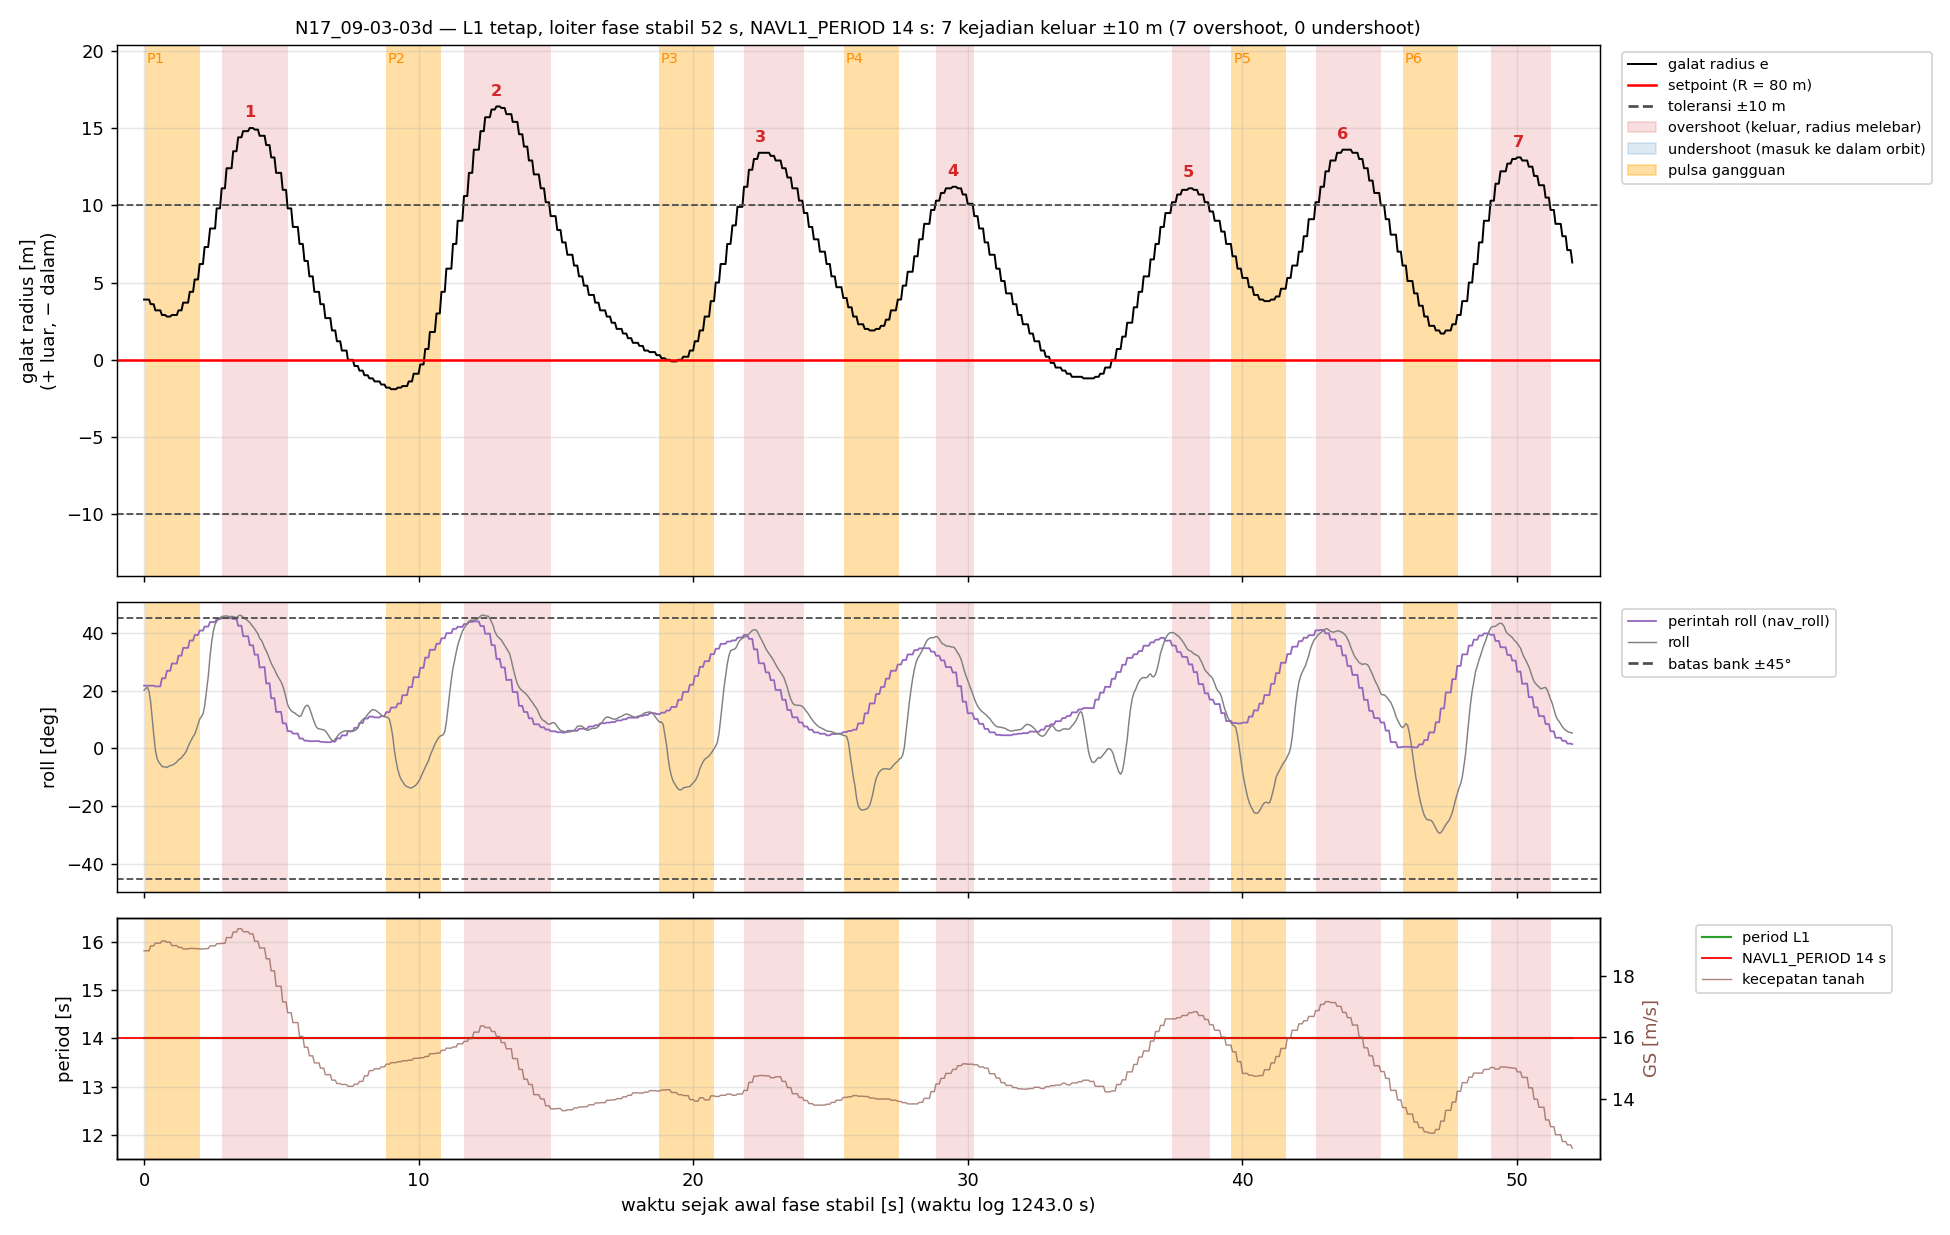 N17_09-03-03d — L1 tetap, loiter fase stabil 52 s, NAVL1_PERIOD 14 s: 7 kejadian keluar ±10 m (7 overshoot, 0 undershoot)
galat radius [m]
(+ luar, − dalam)
20
15
10
5
0
−5
−10
P1
P2
P3
P4
P5
P6
1
2
3
4
5
6
7
galat radius e
setpoint (R = 80 m)
toleransi ±10 m
overshoot (keluar, radius melebar)
undershoot (masuk ke dalam orbit)
pulsa gangguan
roll [deg]
40
20
0
−20
−40
perintah roll (nav_roll)
roll
batas bank ±45°
period [s]
16
15
14
13
12
18
16
14
GS [m/s]
period L1
NAVL1_PERIOD 14 s
kecepatan tanah
0
10
20
30
40
50
waktu sejak awal fase stabil [s] (waktu log 1243.0 s)